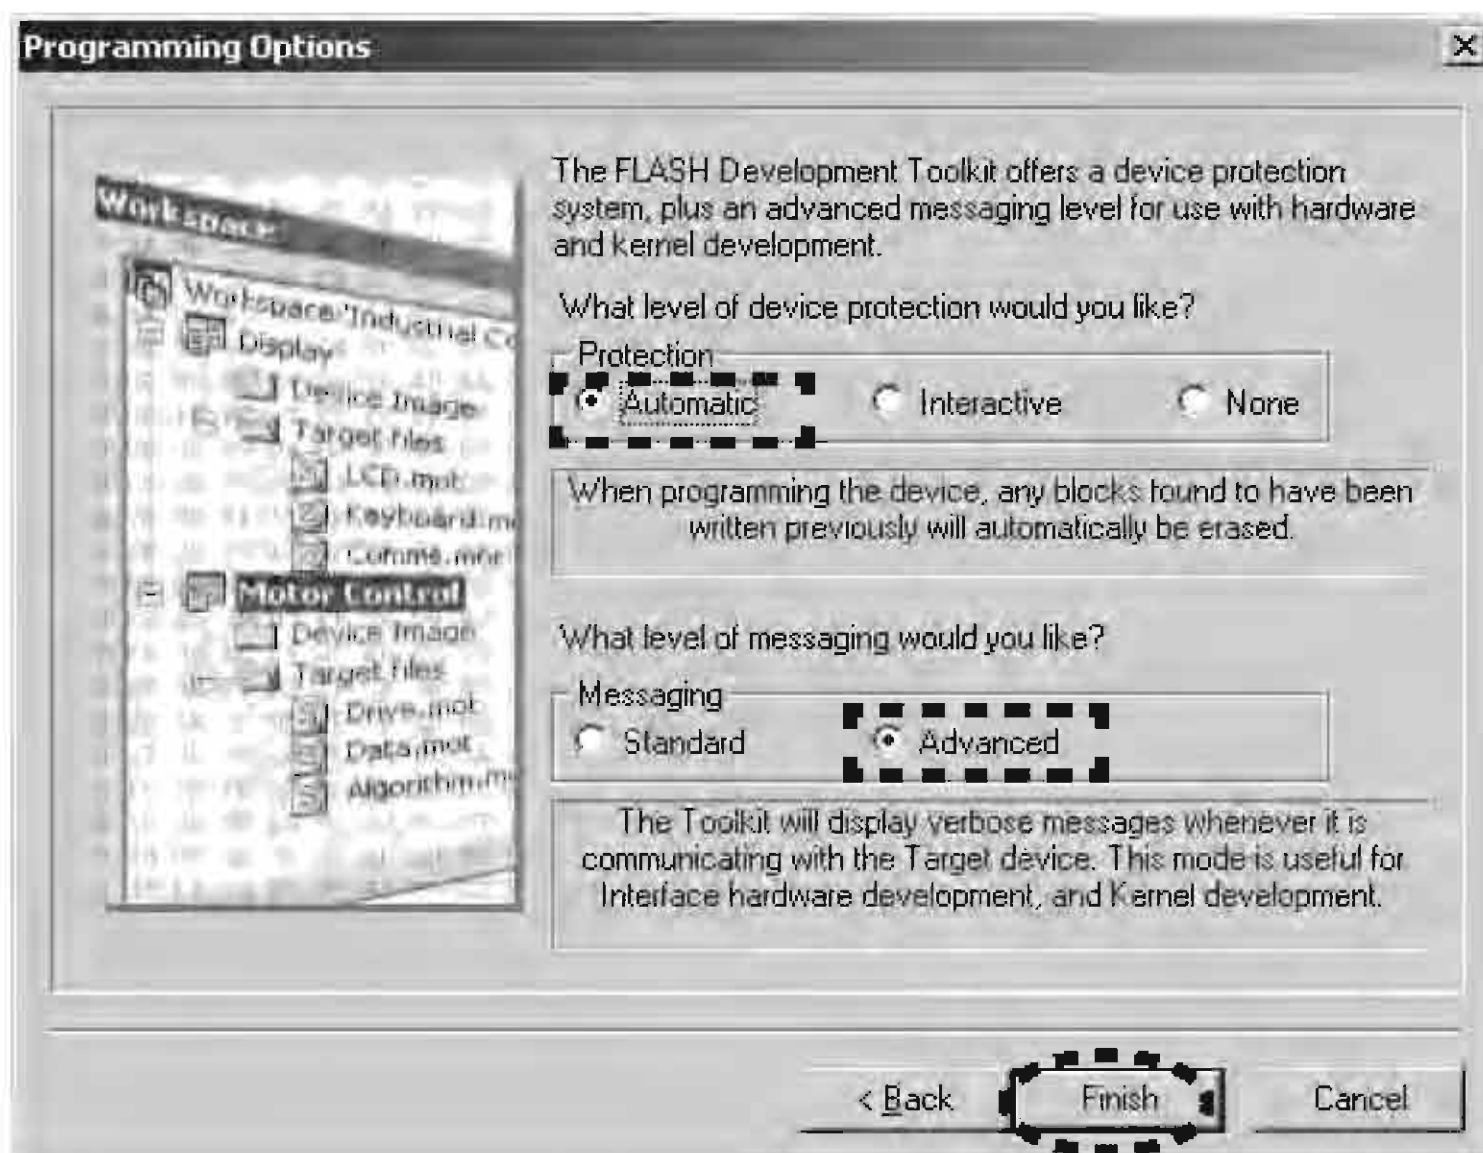 Programming Options
The FLASH Development Toolkit offers a device protection
system, plus an advanced messaging level for use with hardware
and kernel development.
What level of device protection would you like?
Protection
Automatic
Interactive
None
When programming the device, any blocks found to have been
written previously will automatically be erased.
What level of messaging would you like?
Messaging
Standard
Advanced
The Toolkit will display verbose messages whenever it is
communicating with the Target device. This mode is useful for
Interface hardware development, and Kernel development.
Workspace
Workspace 'Industrial Co
Display
Device Image
Target files
LCD.mot
Keyboard.mo
Comms.mot
Motor Control
Device Image
Target files
Drive.mot
Data.mot
Algorithm.mo
< Back
Finish
Cancel